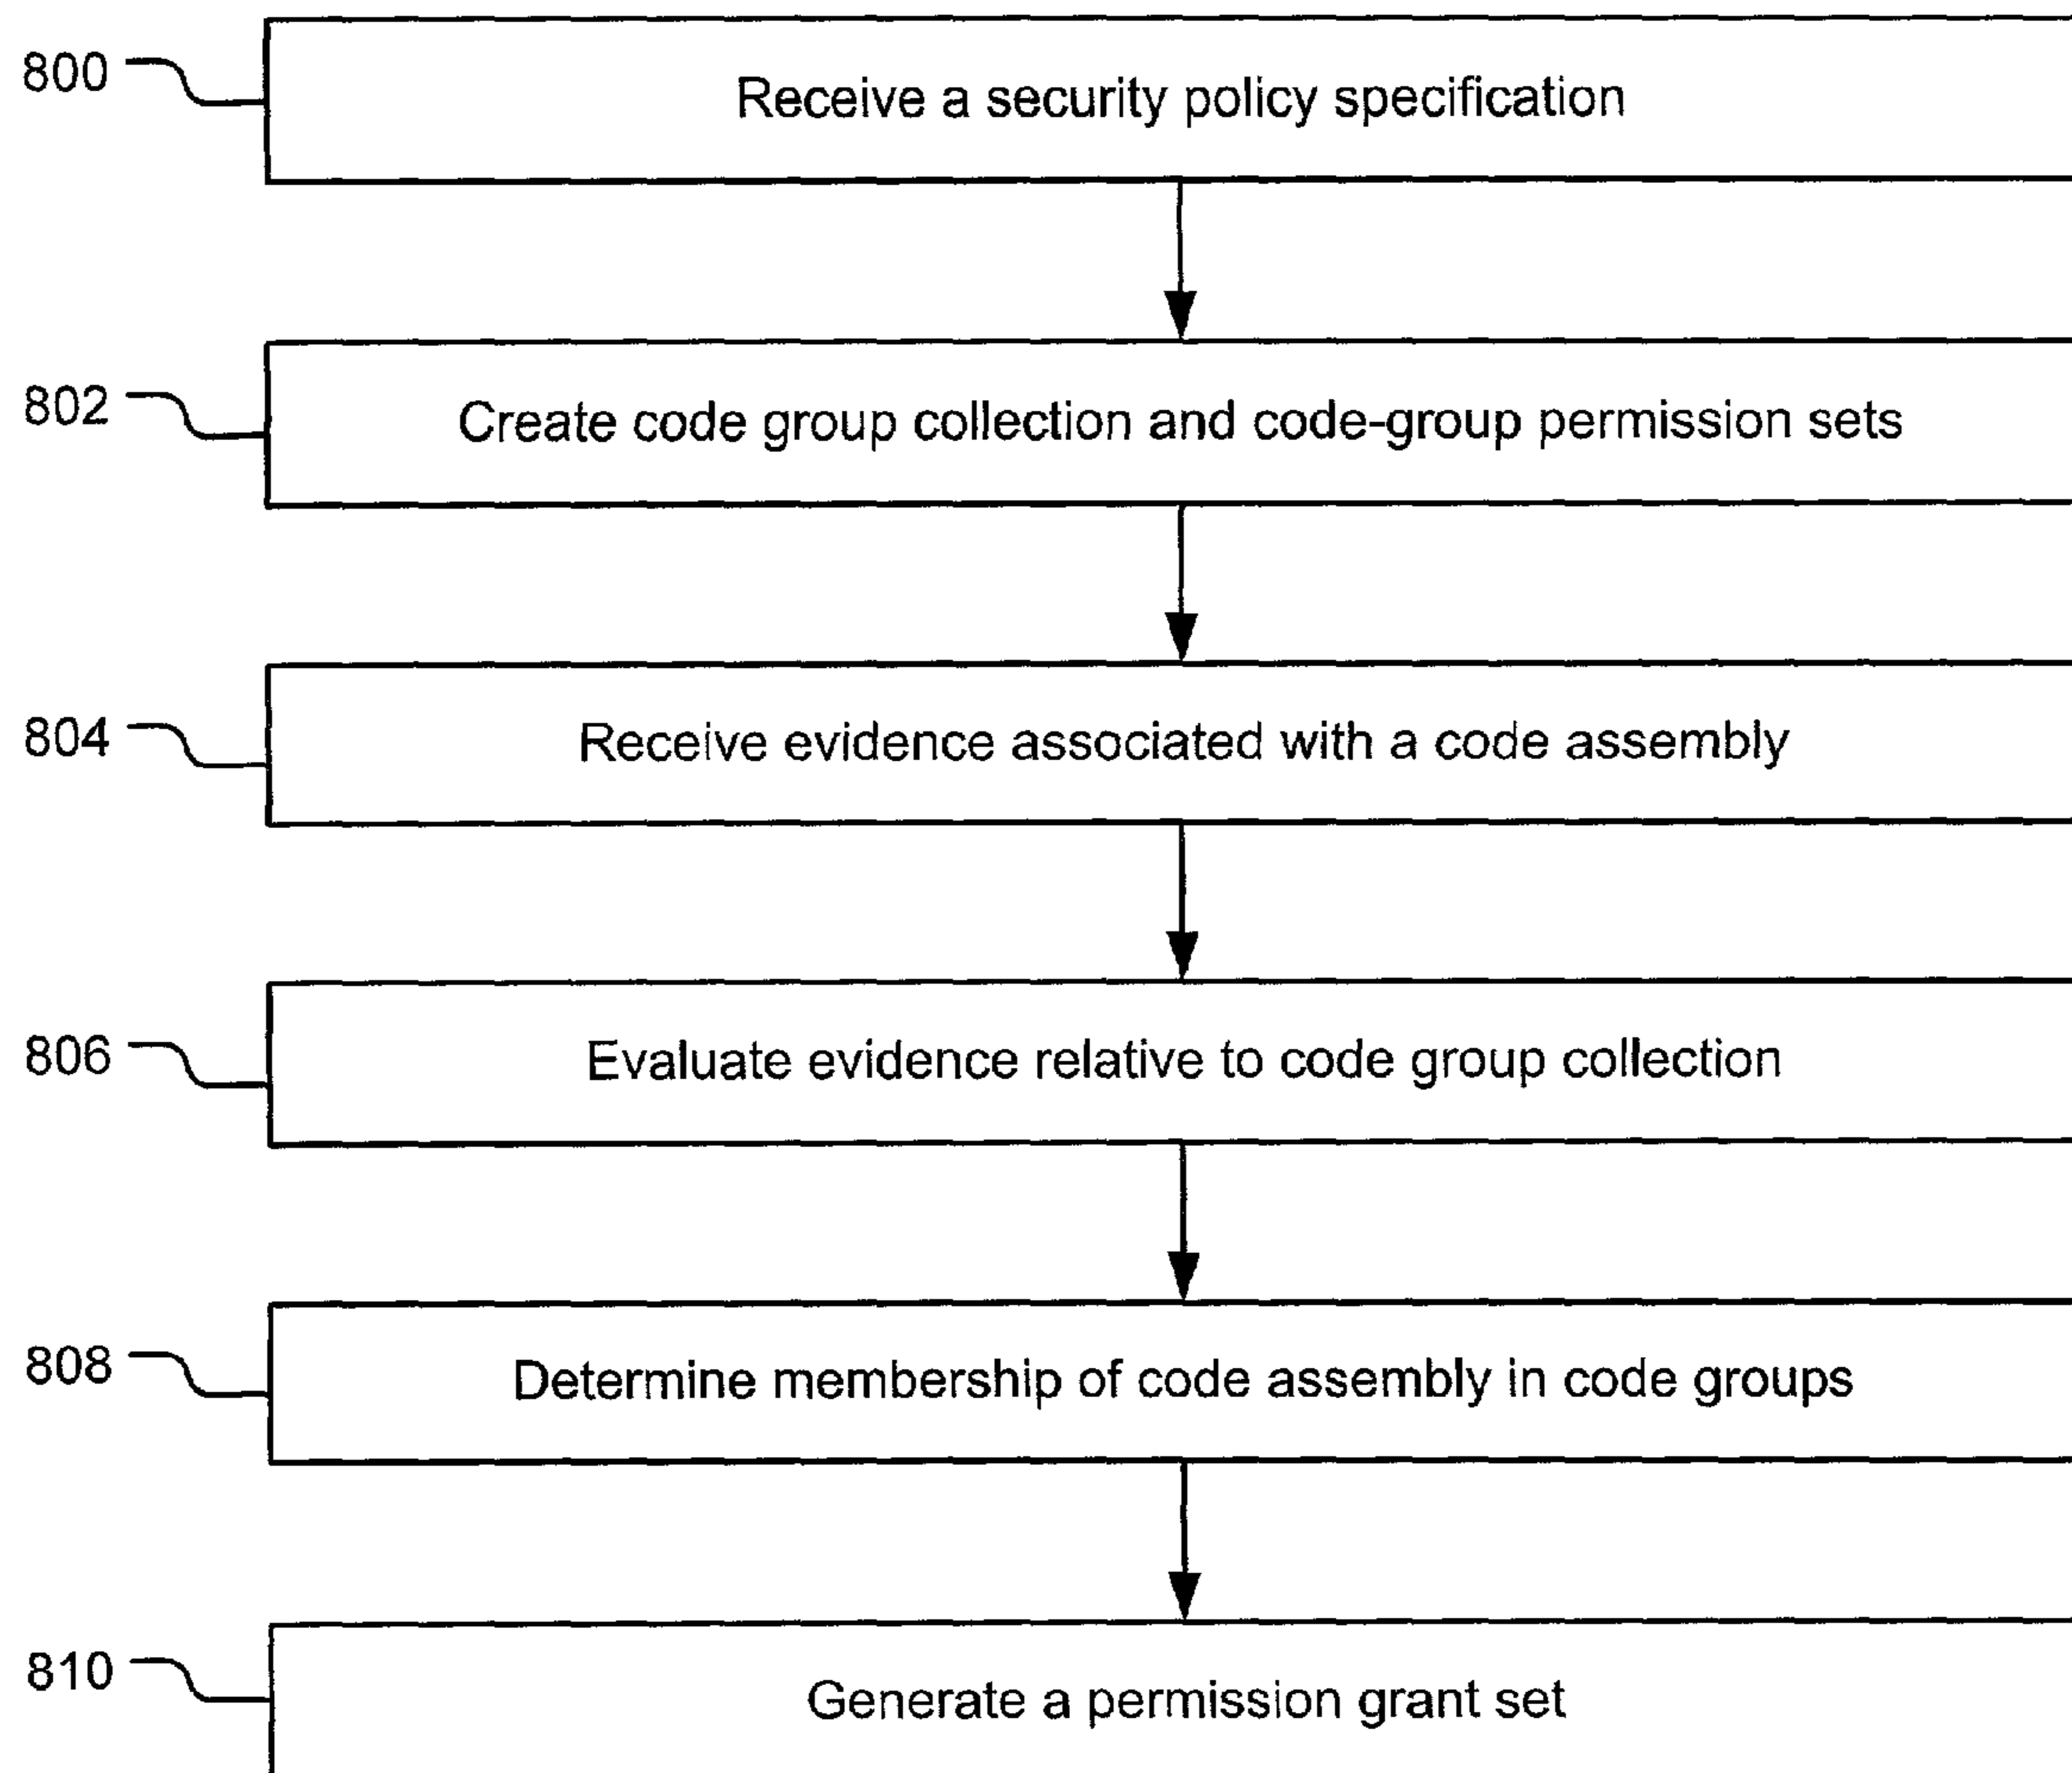 800
Receive a security policy specification
802
Create code group collection and code-group permission sets
804
Receive evidence associated with a code assembly
806
Evaluate evidence relative to code group collection
808
Determine membership of code assembly in code groups
810
Generate a permission grant set